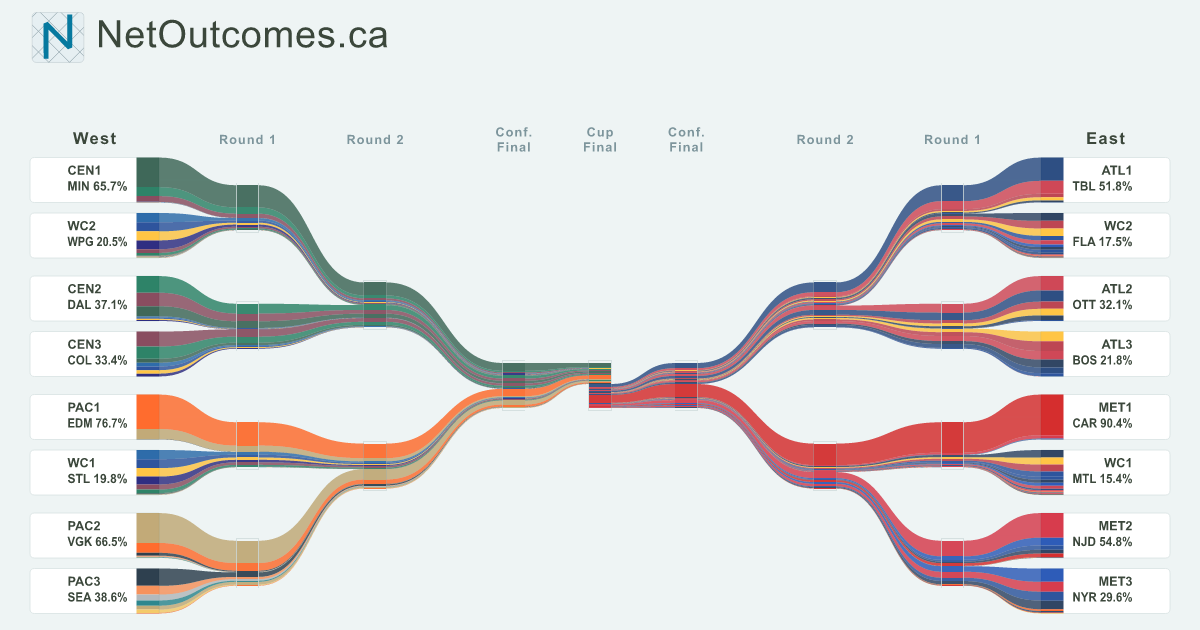 NetOutcomes.ca
West
Round 1
Round 2
Conf.
Final
Cup
Final
Conf.
Final
Round 2
Round 1
East
CEN1
MIN 65.7%
WC2
WPG 20.5%
CEN2
DAL 37.1%
CEN3
COL 33.4%
PAC1
EDM 76.7%
WC1
STL 19.8%
PAC2
VGK 66.5%
PAC3
SEA 38.6%
ATL1
TBL 51.8%
WC2
FLA 17.5%
ATL2
OTT 32.1%
ATL3
BOS 21.8%
MET1
CAR 90.4%
WC1
MTL 15.4%
MET2
NJD 54.8%
MET3
NYR 29.6%